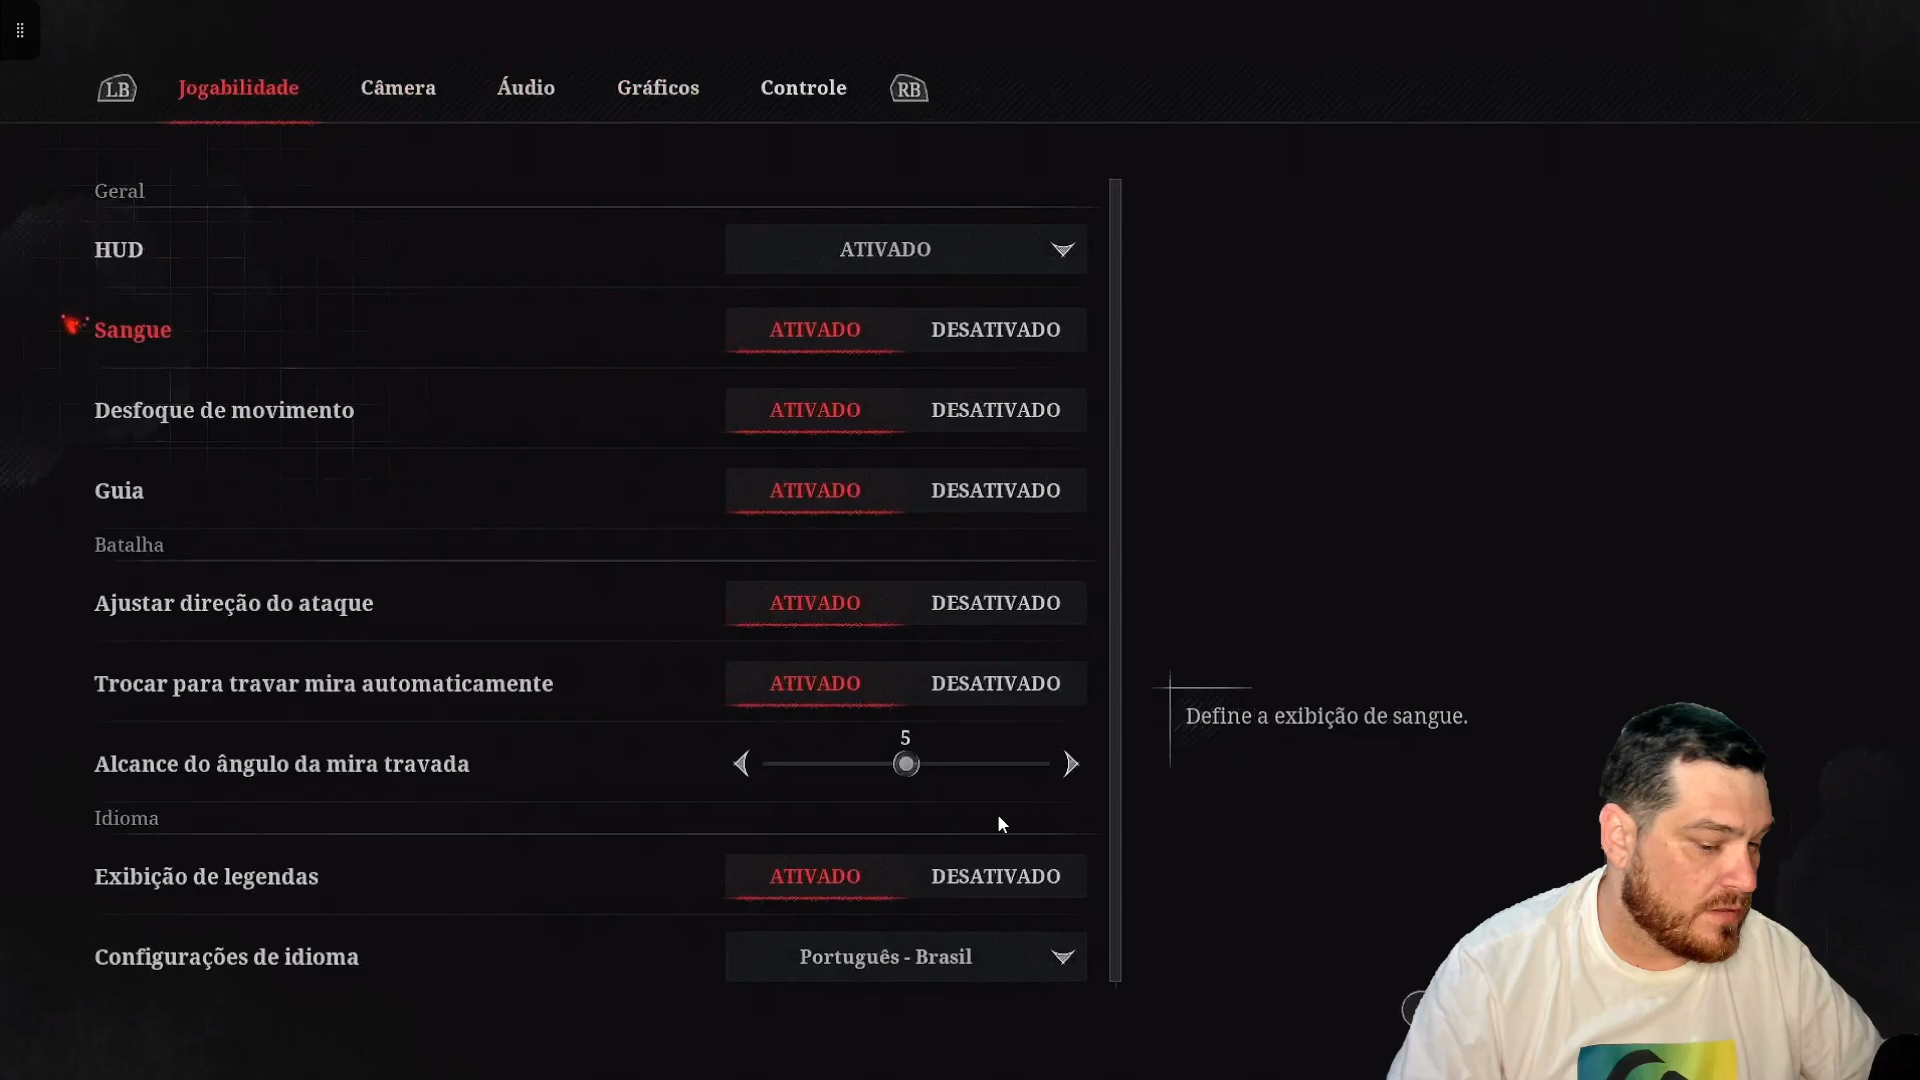 LB Jogabilidade Câmera Áudio Gráficos Controle RB
Geral
HUD ATIVADO
Sangue ATIVADO DESATIVADO
Desfoque de movimento ATIVADO DESATIVADO
Guia ATIVADO DESATIVADO
Batalha
Ajustar direção do ataque ATIVADO DESATIVADO
Trocar para travar mira automaticamente ATIVADO DESATIVADO
5
Alcance do ângulo da mira travada
Idioma
Exibição de legendas ATIVADO DESATIVADO
Configurações de idioma Português - Brasil
Define a exibição de sangue.